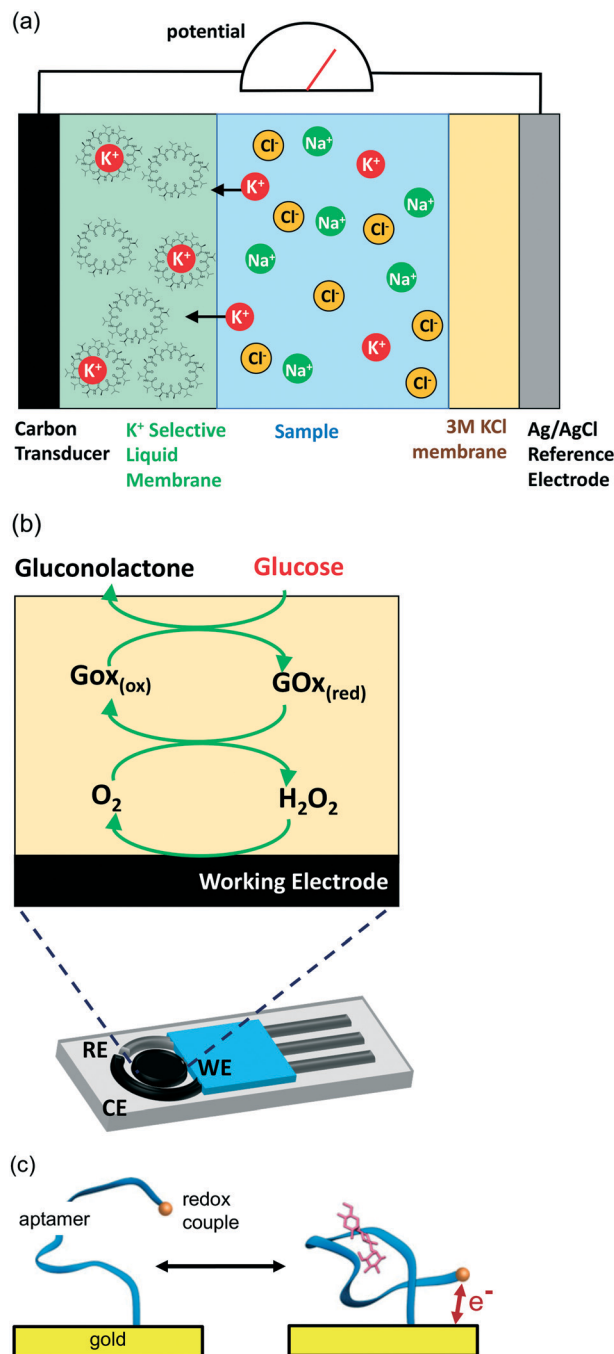 (a)
potential
K⁺
Cl⁻
Na⁺
K⁺
K⁺
Cl⁻
Na⁺
Cl⁻
Na⁺
K⁺
Na⁺
Na⁺
Cl⁻
K⁺
Cl⁻
K⁺
K⁺
Cl⁻
Na⁺
Cl⁻
Carbon
Transducer
K⁺ Selective
Liquid
Membrane
Sample
3M KCl
membrane
Ag/AgCl
Reference
Electrode
(b)
Gluconolactone Glucose
Gox(ox) GOx(red)
O₂ H₂O₂
Working Electrode
RE
WE
CE
(c)
aptamer
redox
couple
e⁻
gold